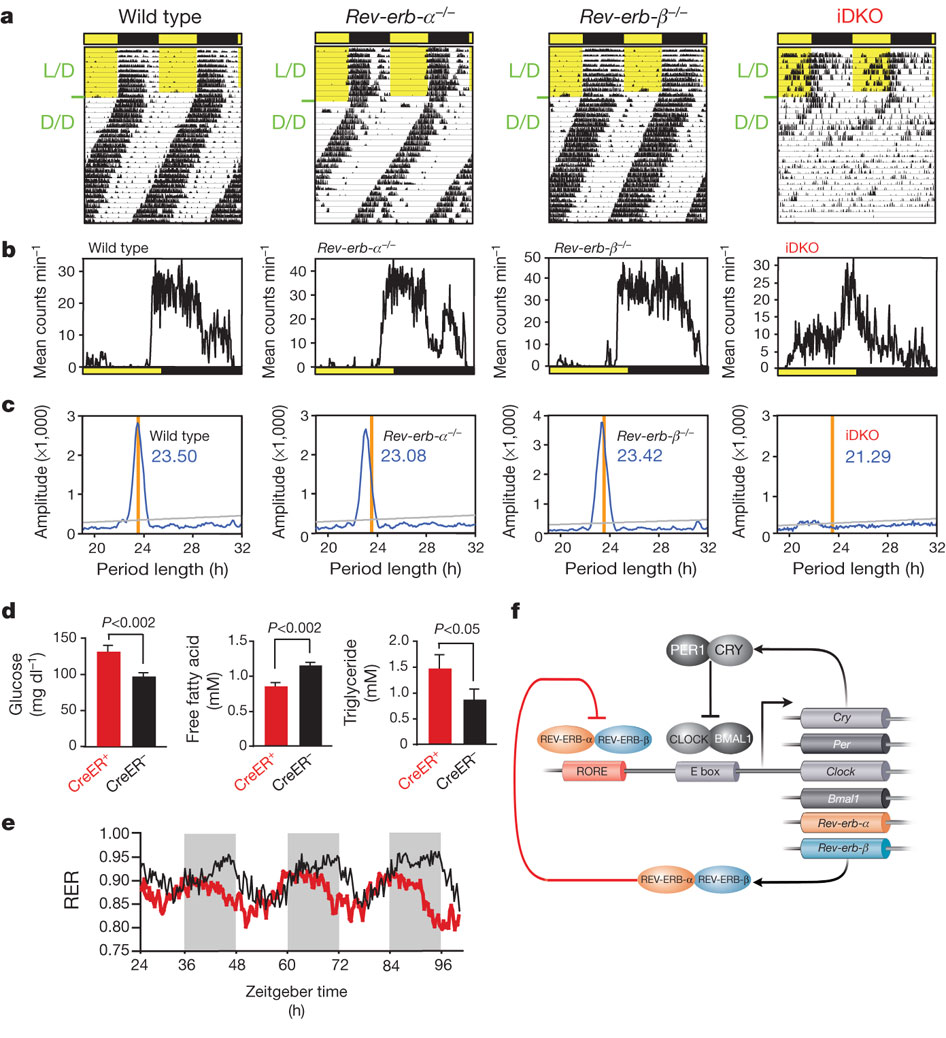 a
Wild type
Rev-erb-α⁻/⁻
Rev-erb-β⁻/⁻
iDKO
L/D
D/D
L/D
D/D
L/D
D/D
L/D
D/D
b
Wild type
Mean counts min⁻¹
30
20
10
0
Rev-erb-α⁻/⁻
Mean counts min⁻¹
40
30
20
10
0
Rev-erb-β⁻/⁻
Mean counts min⁻¹
50
40
30
20
10
0
iDKO
Mean counts min⁻¹
30
25
20
15
10
5
0
c
Amplitude (×1,000)
3
2
1
0
Wild type
23.50
20
24
28
32
Period length (h)
Amplitude (×1,000)
3
2
1
0
Rev-erb-α⁻/⁻
23.08
20
24
28
32
Period length (h)
Amplitude (×1,000)
4
3
2
1
0
Rev-erb-β⁻/⁻
23.42
20
24
28
32
Period length (h)
Amplitude (×1,000)
3
2
1
0
iDKO
21.29
20
24
28
32
Period length (h)
d
Glucose
(mg dl⁻¹)
150
100
50
0
P<0.002
CreER⁺
CreER⁻
Free fatty acid
(mM)
1.5
1.0
0.5
0
P<0.002
CreER⁺
CreER⁻
Triglyceride
(mM)
2.0
1.5
1.0
0.5
0
P<0.05
CreER⁺
CreER⁻
e
RER
1.00
0.95
0.90
0.85
0.80
0.75
24
36
48
60
72
84
96
Zeitgeber time
(h)
f
PER1
CRY
REV-ERB-α
REV-ERB-β
CLOCK
BMAL1
RORE
E box
Cry
Per
Clock
Bmal1
Rev-erb-α
Rev-erb-β
REV-ERB-α
REV-ERB-β